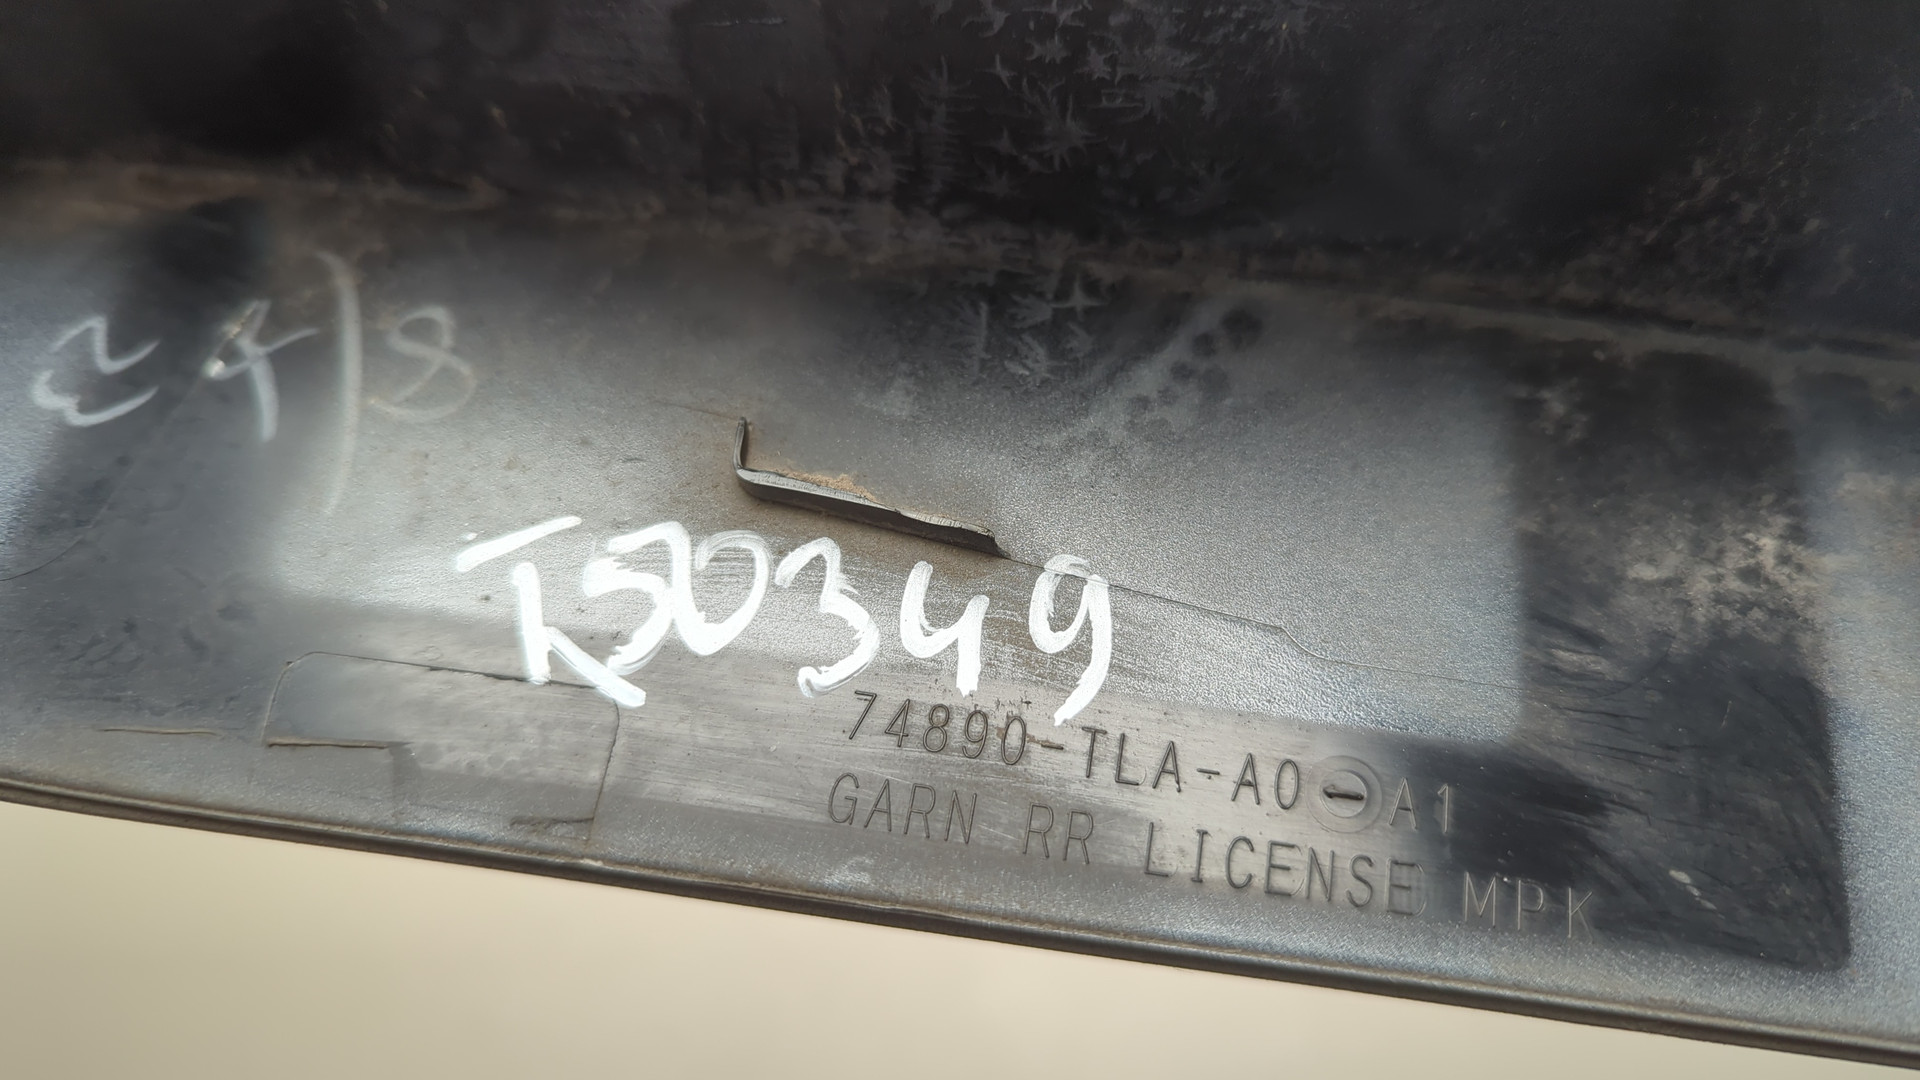 24/8
T50349
74890-TLA-A0 A1
GARN RR LICENSE MPK